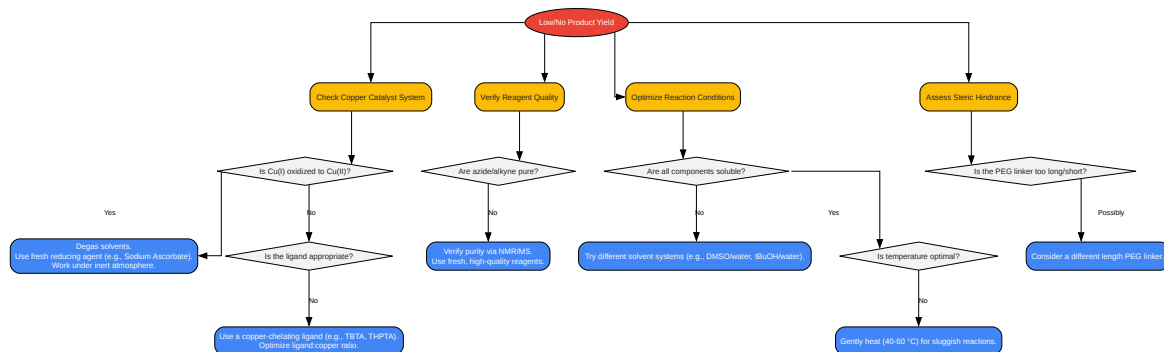 Low/No Product Yield
Check Copper Catalyst System
Verify Reagent Quality
Optimize Reaction Conditions
Assess Steric Hindrance
Is Cu(I) oxidized to Cu(II)?
Are azide/alkyne pure?
Are all components soluble?
Is the PEG linker too long/short?
Yes
No
No
No
Yes
Possibly
Degas solvents.
Use fresh reducing agent (e.g., Sodium Ascorbate).
Work under inert atmosphere.
Is the ligand appropriate?
Verify purity via NMR/MS.
Use fresh, high-quality reagents.
Try different solvent systems (e.g., DMSO/water, tBuOH/water).
Is temperature optimal?
Consider a different length PEG linker.
No
No
Use a copper-chelating ligand (e.g., TBTA, THPTA).
Optimize ligand:copper ratio.
Gently heat (40-60 °C) for sluggish reactions.